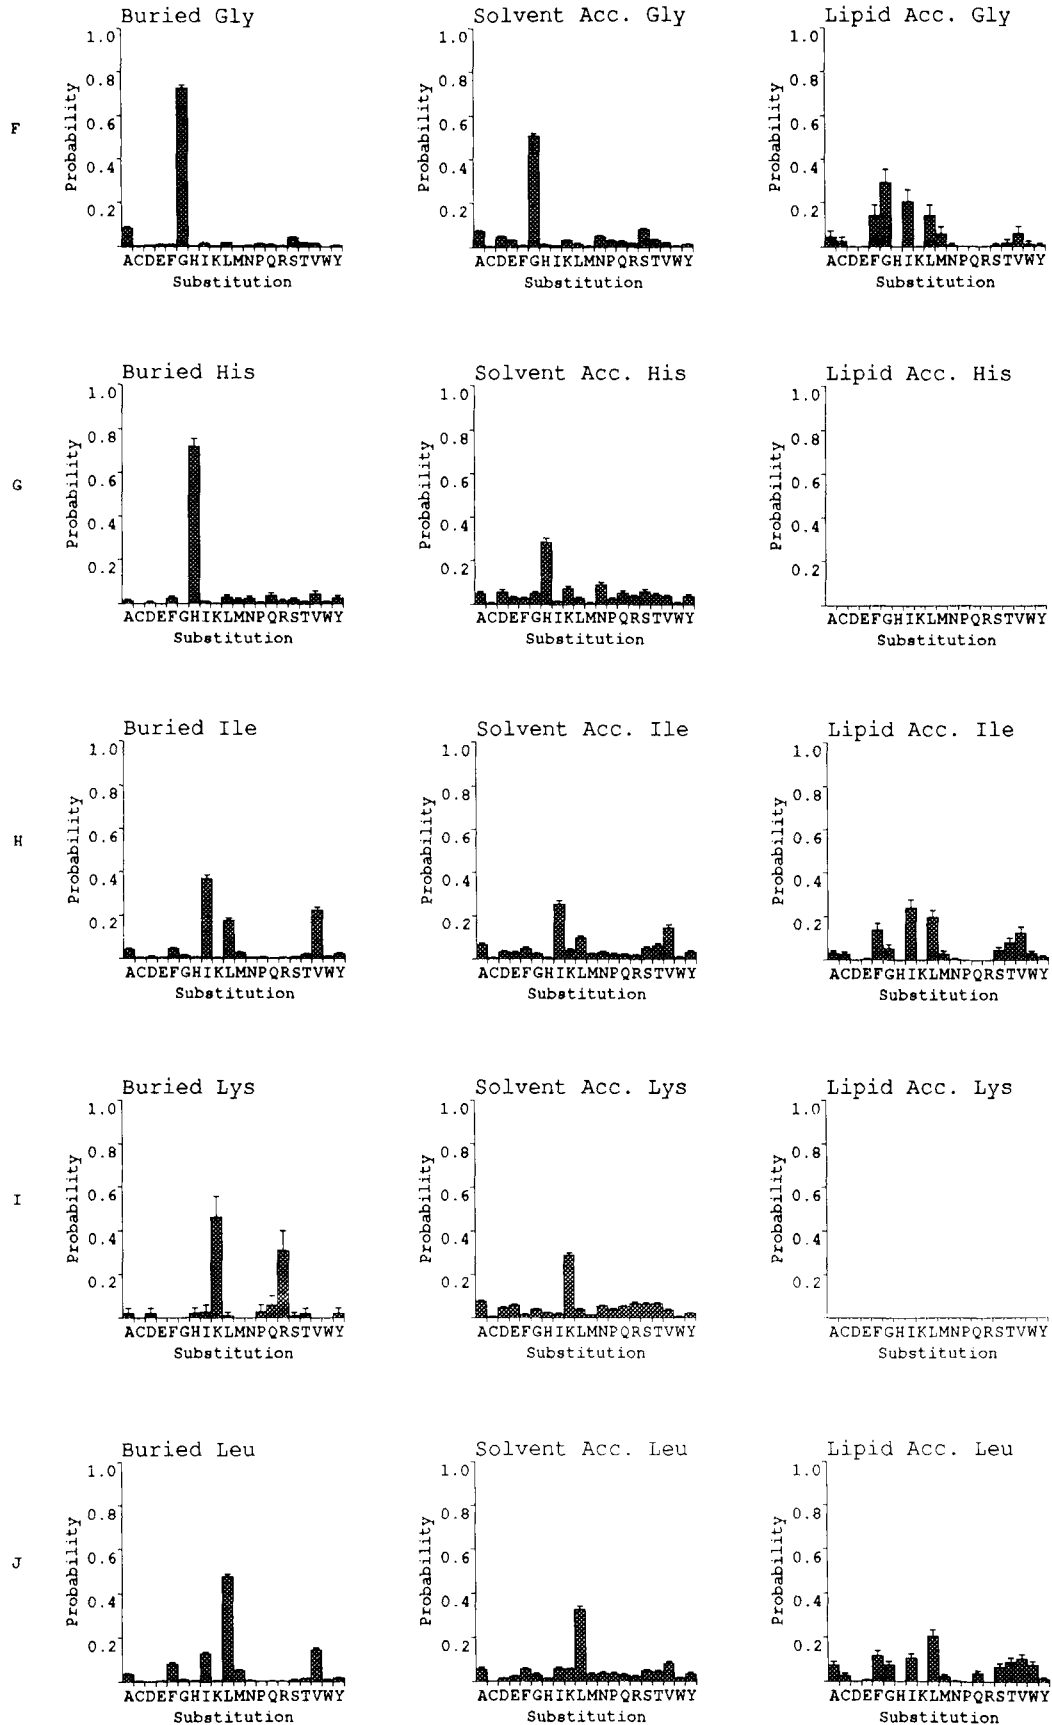 F
Buried Gly
1.0
0.8
0.6
0.4
0.2
Probability
ACDEFGHIKLMNPQRSTVWY
Substitution
Solvent Acc. Gly
1.0
0.8
0.6
0.4
0.2
Probability
ACDEFGHIKLMNPQRSTVWY
Substitution
Lipid Acc. Gly
1.0
0.8
0.6
0.4
0.2
Probability
ACDEFGHIKLMNPQRSTVWY
Substitution
G
Buried His
1.0
0.8
0.6
0.4
0.2
Probability
ACDEFGHIKLMNPQRSTVWY
Substitution
Solvent Acc. His
1.0
0.8
0.6
0.4
0.2
Probability
ACDEFGHIKLMNPQRSTVWY
Substitution
Lipid Acc. His
1.0
0.8
0.6
0.4
0.2
Probability
ACDEFGHIKLMNPQRSTVWY
Substitution
H
Buried Ile
1.0
0.8
0.6
0.4
0.2
Probability
ACDEFGHIKLMNPQRSTVWY
Substitution
Solvent Acc. Ile
1.0
0.8
0.6
0.4
0.2
Probability
ACDEFGHIKLMNPQRSTVWY
Substitution
Lipid Acc. Ile
1.0
0.8
0.6
0.4
0.2
Probability
ACDEFGHIKLMNPQRSTVWY
Substitution
I
Buried Lys
1.0
0.8
0.6
0.4
0.2
Probability
ACDEFGHIKLMNPQRSTVWY
Substitution
Solvent Acc. Lys
1.0
0.8
0.6
0.4
0.2
Probability
ACDEFGHIKLMNPQRSTVWY
Substitution
Lipid Acc. Lys
1.0
0.8
0.6
0.4
0.2
Probability
ACDEFGHIKLMNPQRSTVWY
Substitution
J
Buried Leu
1.0
0.8
0.6
0.4
0.2
Probability
ACDEFGHIKLMNPQRSTVWY
Substitution
Solvent Acc. Leu
1.0
0.8
0.6
0.4
0.2
Probability
ACDEFGHIKLMNPQRSTVWY
Substitution
Lipid Acc. Leu
1.0
0.8
0.6
0.4
0.2
Probability
ACDEFGHIKLMNPQRSTVWY
Substitution